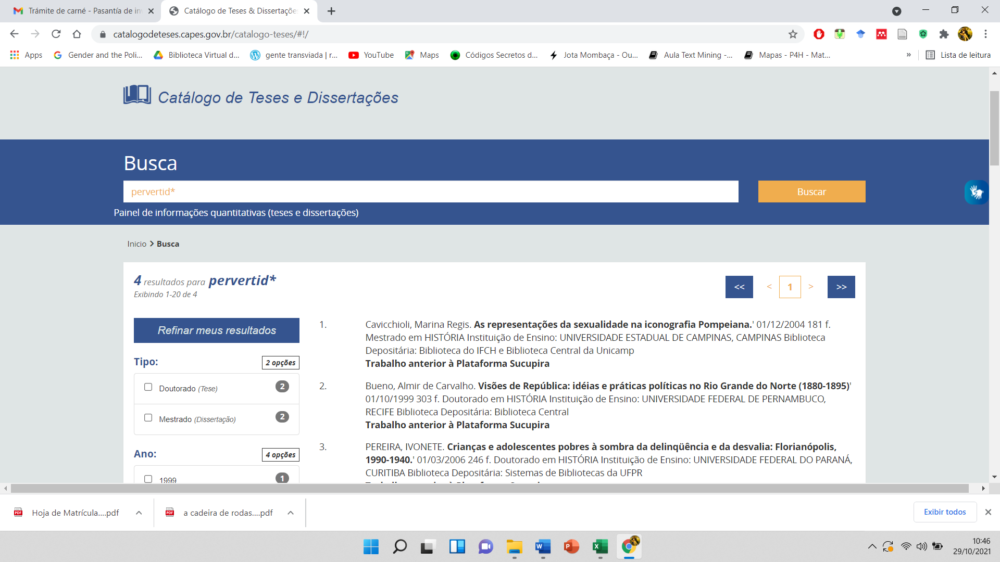 Trámite de carné - Pasantía de in
Catálogo de Teses & Dissertaçõe
catalogodeteses.capes.gov.br/catalogo-teses/#!/
Apps
Gender and the Poli...
Biblioteca Virtual d...
gente transviada | r...
YouTube
Maps
Códigos Secretos d...
Jota Mombaça - Ou...
Aula Text Mining -...
Mapas - P4H - Mat...
»
Lista de leitura
Catálogo de Teses e Dissertações
Busca
pervertid*
Buscar
Painel de informações quantitativas (teses e dissertações)
Inicio > Busca
4 resultados para pervertid*
Exibindo 1-20 de 4
<< < 1 > >>
Refinar meus resultados
Tipo: 2 opções
Doutorado (Tese) 2
Mestrado (Dissertação) 2
Ano: 4 opções
1999 1
1. Cavicchioli, Marina Regis. As representações da sexualidade na iconografia Pompeiana.' 01/12/2004 181 f.
Mestrado em HISTÓRIA Instituição de Ensino: UNIVERSIDADE ESTADUAL DE CAMPINAS, CAMPINAS Biblioteca
Depositária: Biblioteca do IFCH e Biblioteca Central da Unicamp
Trabalho anterior à Plataforma Sucupira
2. Bueno, Almir de Carvalho. Visões de República: idéias e práticas políticas no Rio Grande do Norte (1880-1895)'
01/10/1999 303 f. Doutorado em HISTÓRIA Instituição de Ensino: UNIVERSIDADE FEDERAL DE PERNAMBUCO,
RECIFE Biblioteca Depositária: Biblioteca Central
Trabalho anterior à Plataforma Sucupira
3. PEREIRA, IVONETE. Crianças e adolescentes pobres à sombra da delinqüência e da desvalia: Florianópolis,
1990-1940.' 01/03/2006 246 f. Doutorado em HISTÓRIA Instituição de Ensino: UNIVERSIDADE FEDERAL DO PARANÁ,
CURITIBA Biblioteca Depositária: Sistemas de Bibliotecas da UFPR
Hoja de Matrícula....pdf
a cadeira de rodas....pdf
Exibir todos
10:46
29/10/2021